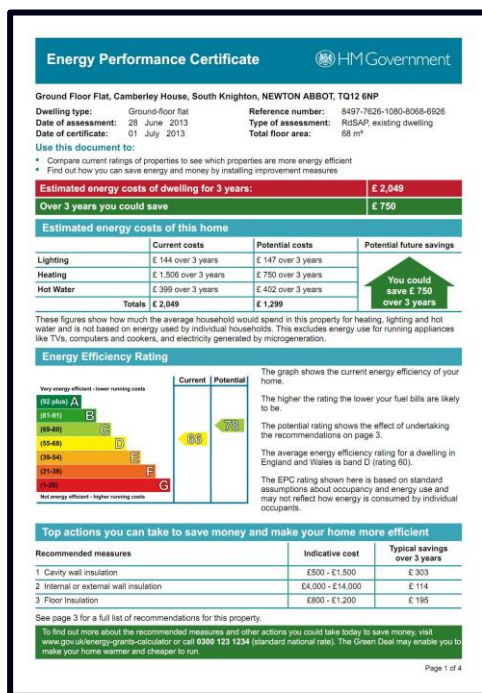 Energy Performance Certificate
HM Government
Ground Floor Flat, Camberley House, South Knighton, NEWTON ABBOT, TQ12 6NP
Dwelling type: Ground-floor flat
Date of assessment: 28 June 2013
Date of certificate: 01 July 2013
Reference number: 8497-7626-1080-8068-6926
Type of assessment: RdSAP, existing dwelling
Total floor area: 68 m²
Use this document to:
• Compare current ratings of properties to see which properties are more energy efficient
• Find out how you can save energy and money by installing improvement measures
Estimated energy costs of dwelling for 3 years: £ 2,049
Over 3 years you could save £ 750
Estimated energy costs of this home
Current costs Potential costs Potential future savings
Lighting £ 144 over 3 years £ 147 over 3 years
Heating £ 1,506 over 3 years £ 750 over 3 years
Hot Water £ 399 over 3 years £ 402 over 3 years
Totals £ 2,049 £ 1,299
You could
save £ 750
over 3 years
These figures show how much the average household would spend in this property for heating, lighting and hot
water and is not based on energy used by individual households. This excludes energy use for running appliances
like TVs, computers and cookers, and electricity generated by microgeneration.
Energy Efficiency Rating
Current Potential
Very energy efficient - lower running costs
(92 plus) A
(81-91) B
(69-80) C
(55-68) D
(39-54) E
(21-38) F
(1-20) G
Not energy efficient - higher running costs
66
78
The graph shows the current energy efficiency of your
home.
The higher the rating the lower your fuel bills are likely
to be.
The potential rating shows the effect of undertaking
the recommendations on page 3.
The average energy efficiency rating for a dwelling in
England and Wales is band D (rating 60).
The EPC rating shown here is based on standard
assumptions about occupancy and energy use and
may not reflect how energy is consumed by individual
occupants.
Top actions you can take to save money and make your home more efficient
Recommended measures Indicative cost Typical savings
over 3 years
1 Cavity wall insulation £500 - £1,500 £ 303
2 Internal or external wall insulation £4,000 - £14,000 £ 114
3 Floor Insulation £800 - £1,200 £ 195
See page 3 for a full list of recommendations for this property.
To find out more about the recommended measures and other actions you could take today to save money, visit
www.gov.uk/energy-grants-calculator or call 0300 123 1234 (standard national rate). The Green Deal may enable you to
make your home warmer and cheaper to run.
Page 1 of 4